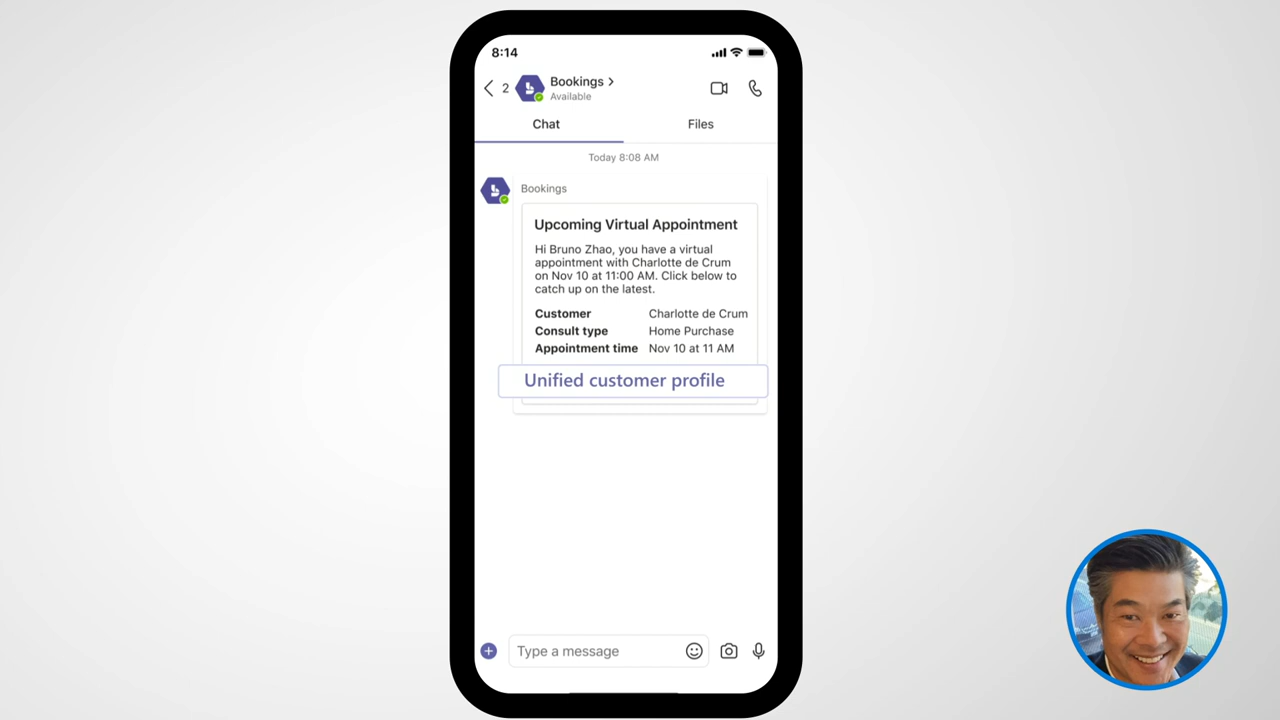 8:14
2
Bookings
Available
Chat
Files
Today 8:08 AM
Bookings
Upcoming Virtual Appointment
Hi Bruno Zhao, you have a virtual
appointment with Charlotte de Crum
on Nov 10 at 11:00 AM. Click below to
catch up on the latest.
Customer Charlotte de Crum
Consult type Home Purchase
Appointment time Nov 10 at 11 AM
Unified customer profile
Type a message